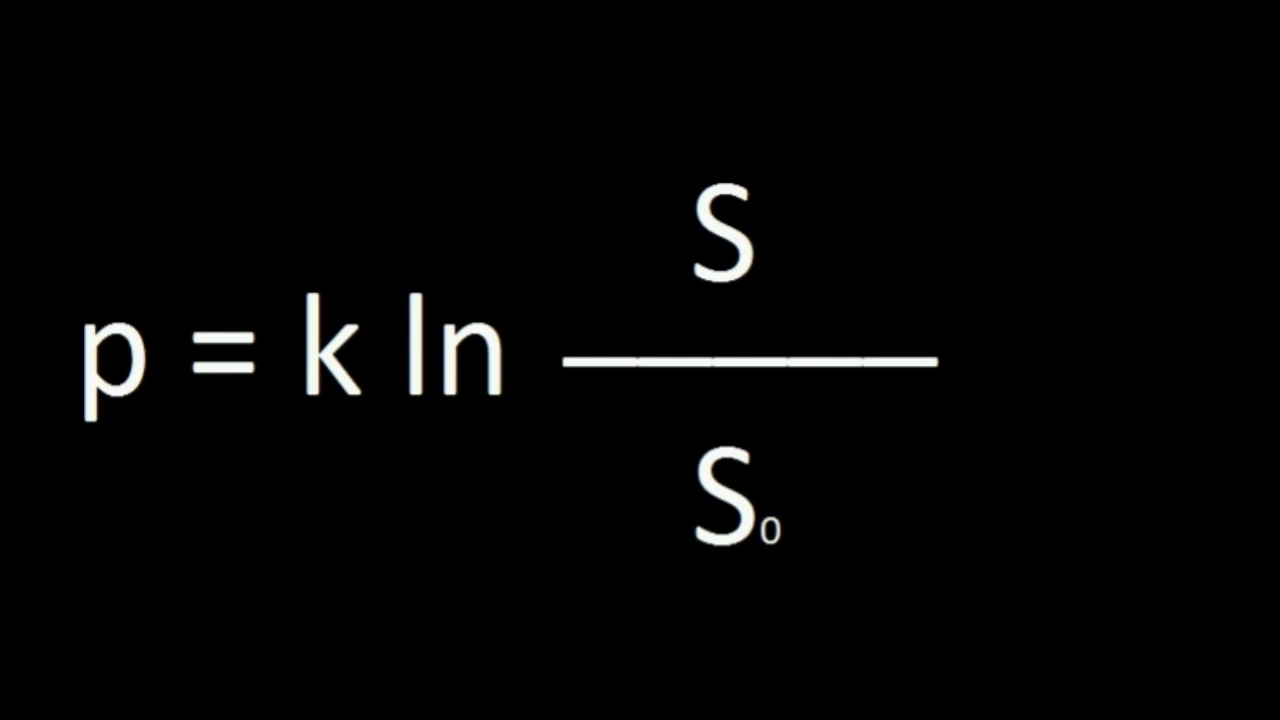 S
p = k ln ———
S₀